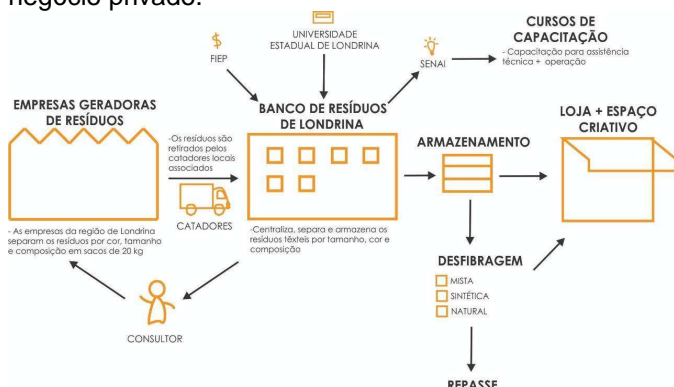 negócio privado.
$
FIEP
UNIVERSIDADE
ESTADUAL DE LONDRINA
SENAI
CURSOS DE
CAPACITAÇÃO
- Capacitação para assistência
técnica + operação
EMPRESAS GERADORAS
DE RESÍDUOS
- As empresas da região de Londrina
separam os resíduos por cor, tamanho
e composição em sacos de 20 kg
-Os resíduos são
retirados pelos
catadores locais
associados
CATADORES
BANCO DE RESÍDUOS
DE LONDRINA
-Centraliza, separa e armazena os
resíduos têxteis por tamanho, cor e
composição
CONSULTOR
ARMAZENAMENTO
LOJA + ESPAÇO
CRIATIVO
DESFIBRAGEM
MISTA
SINTÉTICA
NATURAL
REPASSE